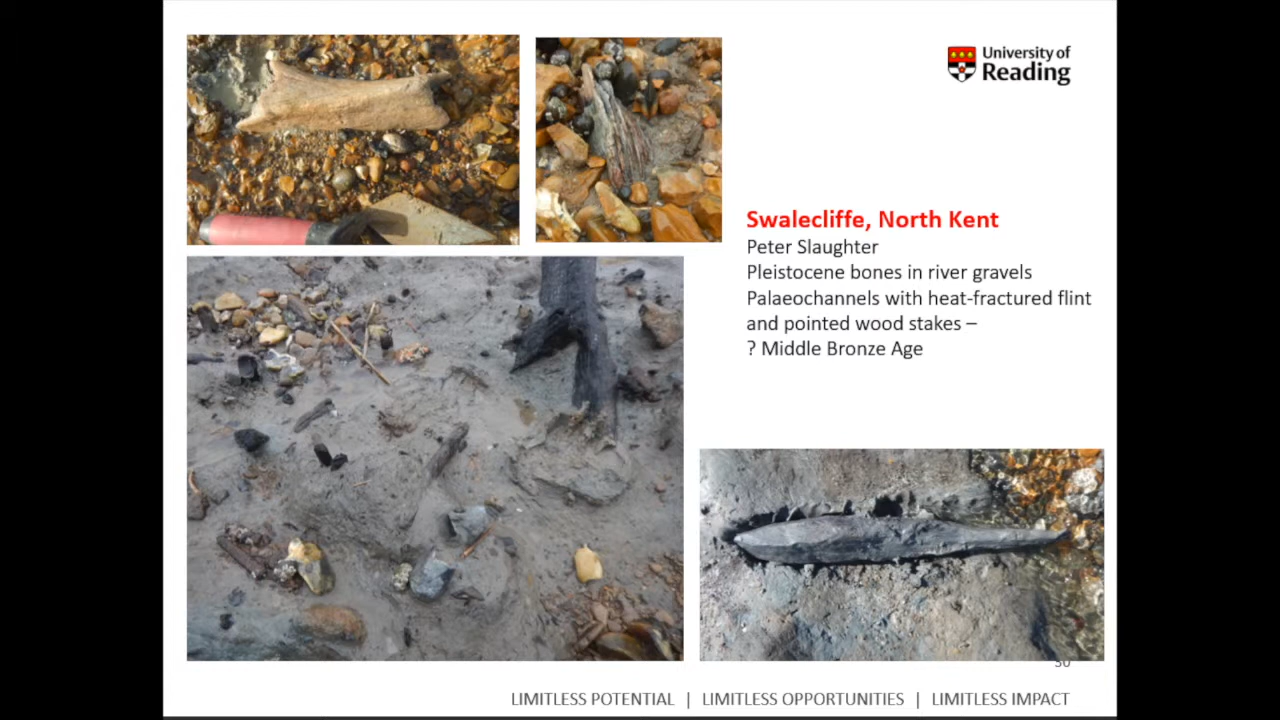 University of
Reading
Swalecliffe, North Kent
Peter Slaughter
Pleistocene bones in river gravels
Palaeochannels with heat-fractured flint
and pointed wood stakes –
? Middle Bronze Age
30
LIMITLESS POTENTIAL | LIMITLESS OPPORTUNITIES | LIMITLESS IMPACT